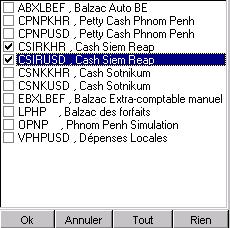 ABXLBEF , Balzac Auto BE
CPNPKHR , Petty Cash Phnom Penh
CPNPUSD , Petty Cash Phnom Penh
CSIRKHR , Cash Siem Reap
CSIRUSD , Cash Siem Reap
CSNKKHR , Cash Sotnikum
CSNKUSD , Cash Sotnikum
EBXLBEF , Balzac Extra-comptable manuel
LPHP , Balzac des forfaits
OPNP , Phnom Penh Simulation
VPHPUSD , Dépenses Locales
Ok Annuler Tout Rien